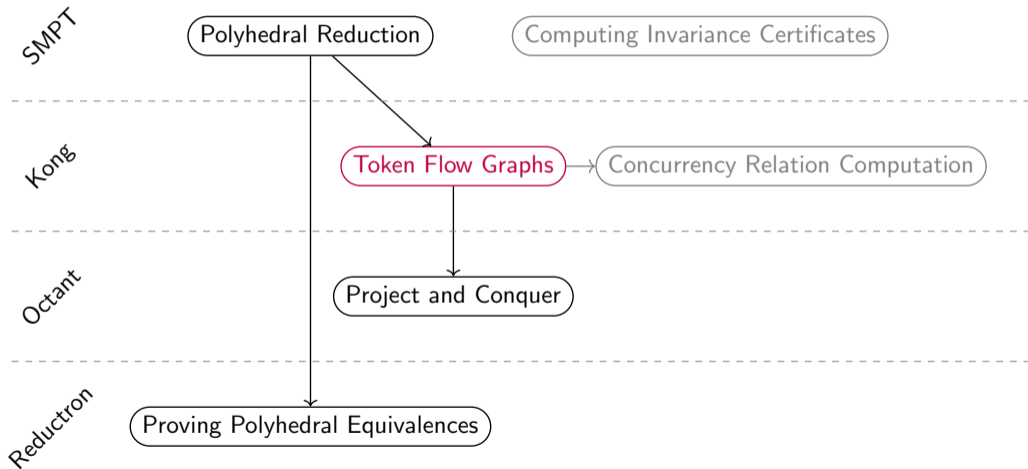 SMPT
Polyhedral Reduction
Computing Invariance Certificates
Kong
Token Flow Graphs
Concurrency Relation Computation
Octant
Project and Conquer
Reductron
Proving Polyhedral Equivalences